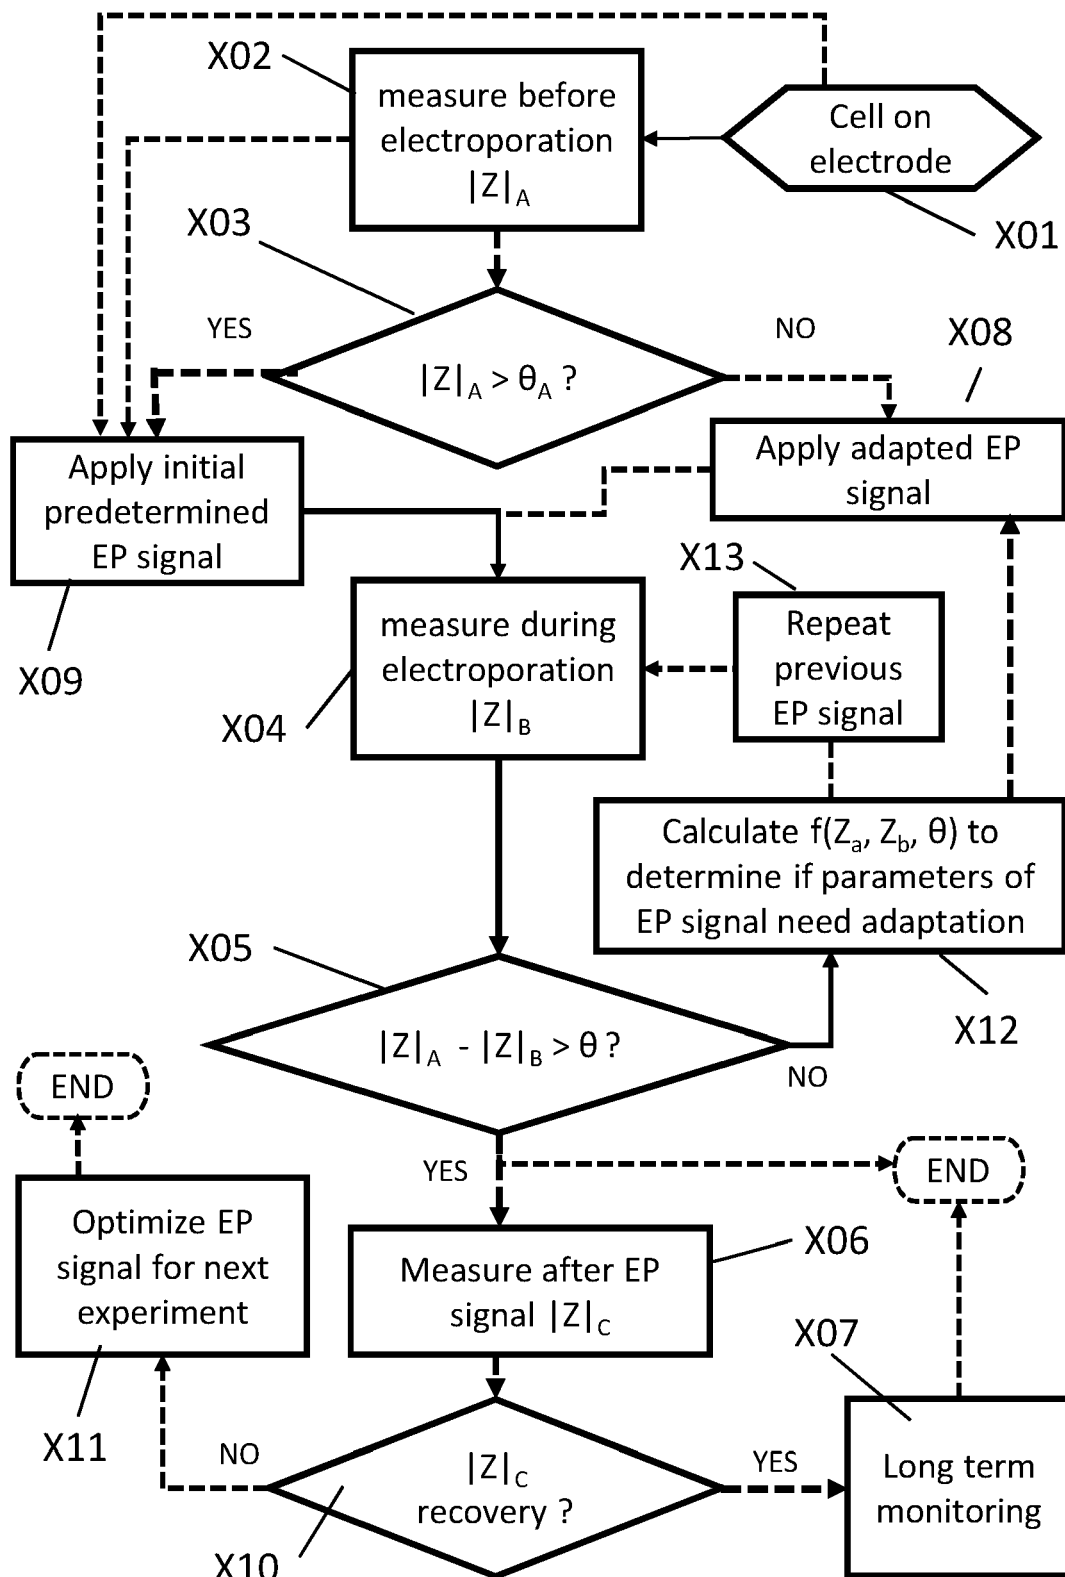 X02
measure before
electroporation
|Z|A
Cell on
electrode
X01
X03
YES
NO
|Z|A > θA ?
X08
Apply initial
predetermined
EP signal
Apply adapted EP
signal
X09
X13
measure during
electroporation
|Z|B
Repeat
previous
EP signal
X04
Calculate f(Za, Zb, θ) to
determine if parameters of
EP signal need adaptation
X05
X12
|Z|A - |Z|B > θ ?
NO
END
YES
END
Optimize EP
signal for next
experiment
X06
Measure after EP
signal |Z|C
X07
X11
NO
|Z|C
recovery ?
YES
Long term
monitoring
X10